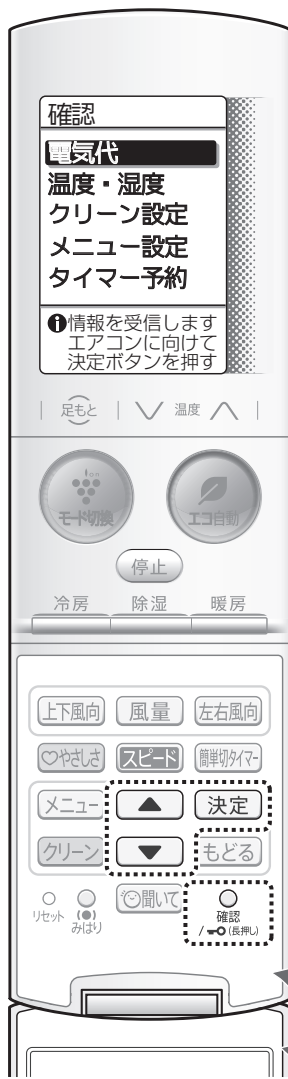 確認
電気代
温度・湿度
クリーン設定
メニュー設定
タイマー予約
❶情報を受信します
エアコンに向けて
決定ボタンを押す
足もと 温度
ion
モード切換 エコ自動
停止
冷房 除湿 暖房
上下風向 風量 左右風向
♡やさしさ スピード 簡単切タイマー
メニュー ▲ 決定
クリーン ▼ もどる
リセット みはり 聞いて 確認
/ (長押し)